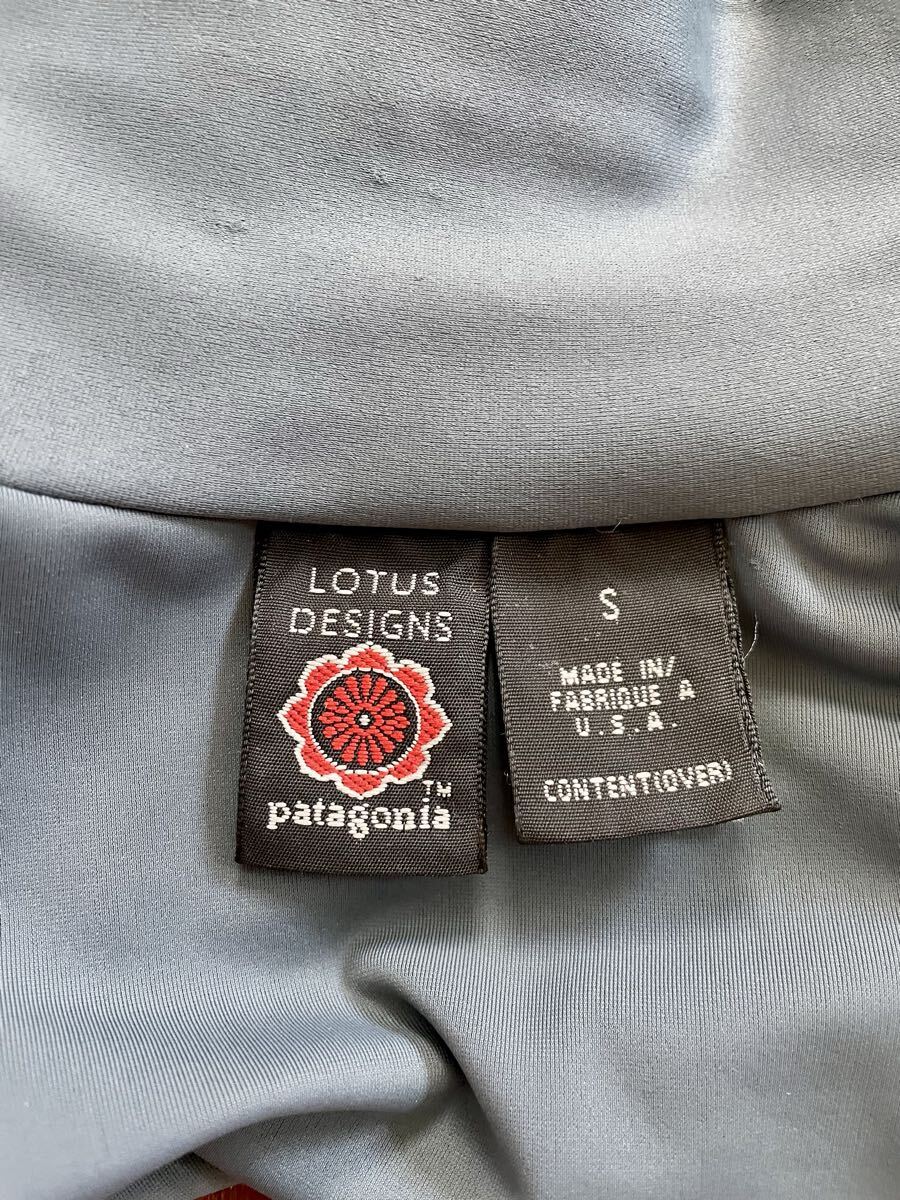 LOTUS
DESIGNS
TM
patagonia
S
MADE IN/
FABRIQUE A
U.S.A.
CONTENT(OVER)